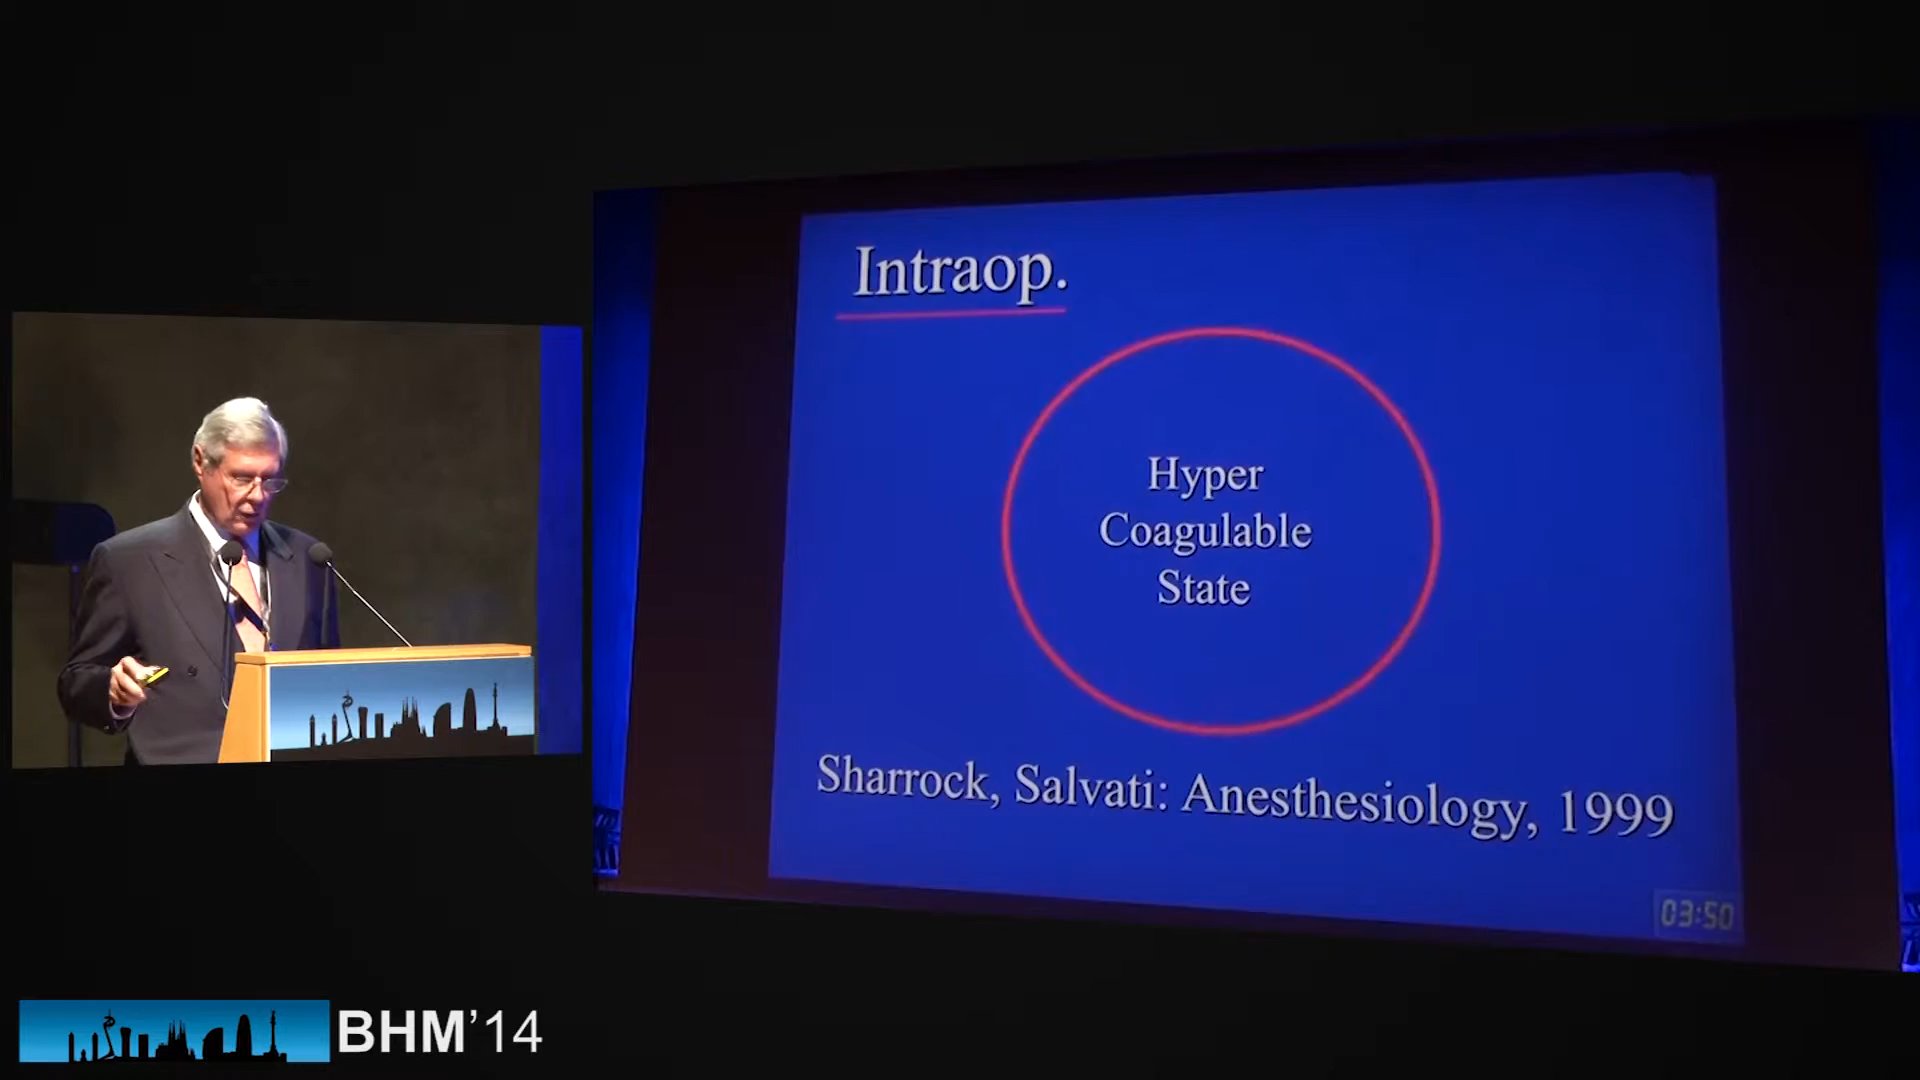 Intraop.
Hyper
Coagulable
State
Sharrock, Salvati: Anesthesiology, 1999
03:50
BHM'14